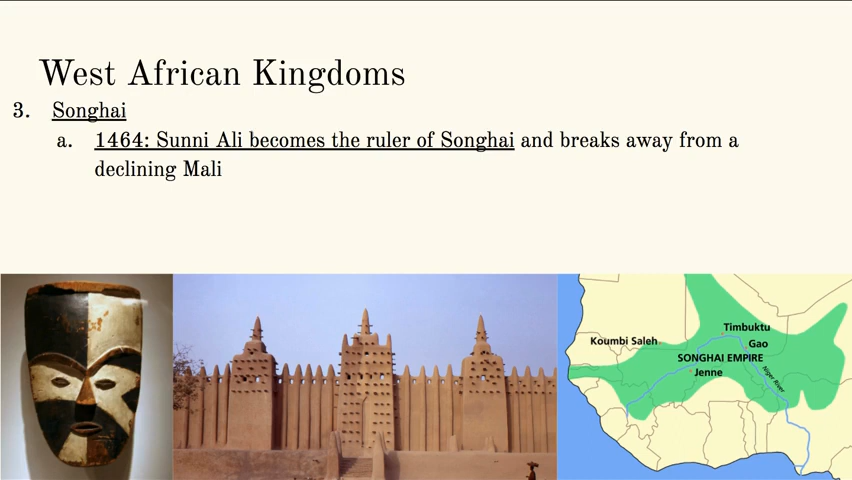 West African Kingdoms
3. Songhai
a. 1464: Sunni Ali becomes the ruler of Songhai and breaks away from a
declining Mali
Timbuktu
Koumbi Saleh
Gao
SONGHAI EMPIRE
Jenne
Niger River